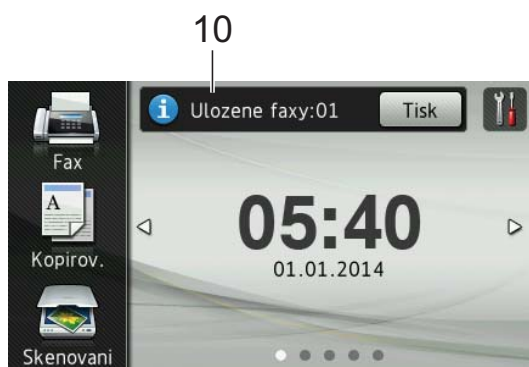 10
Ulozene faxy:01
Tisk
Fax
A
Kopirov.
05:40
01.01.2014
Skenovani